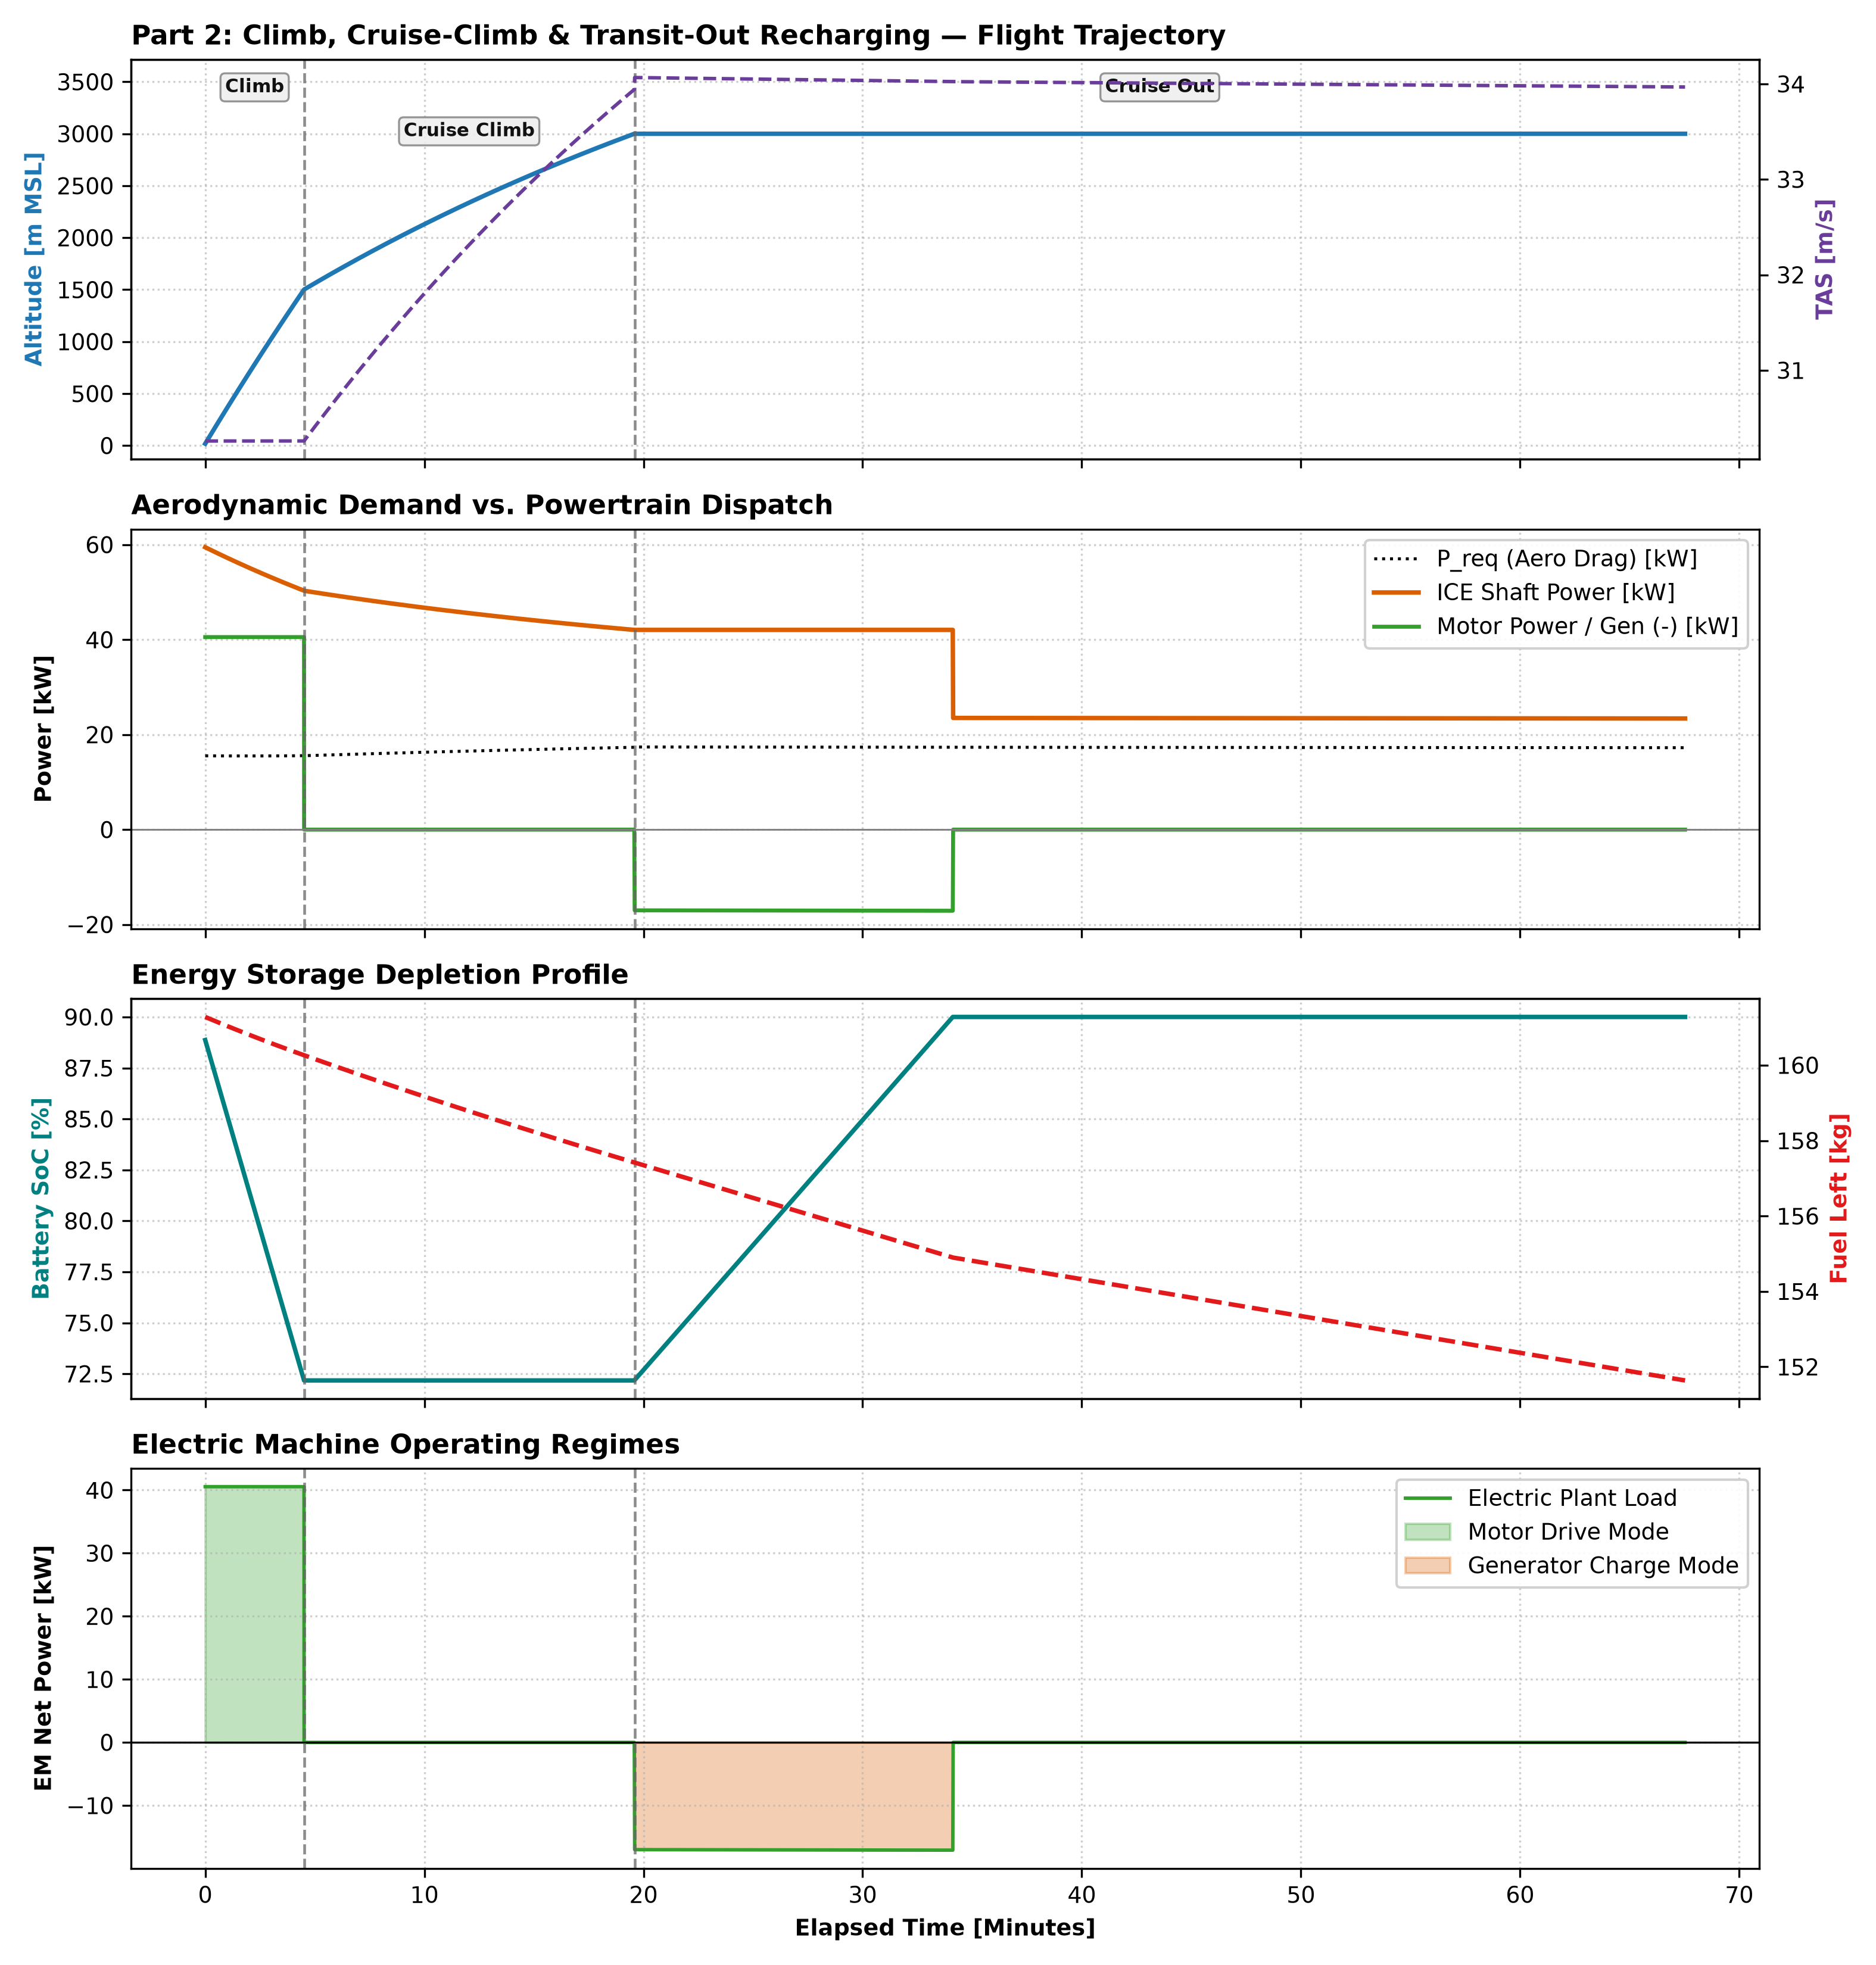 Part 2: Climb, Cruise-Climb & Transit-Out Recharging — Flight Trajectory
Climb
Cruise Climb
Cruise Out
Altitude [m MSL]
3500
3000
2500
2000
1500
1000
500
0
TAS [m/s]
34
33
32
31
Aerodynamic Demand vs. Powertrain Dispatch
Power [kW]
60
40
20
0
−20
P_req (Aero Drag) [kW]
ICE Shaft Power [kW]
Motor Power / Gen (-) [kW]
Energy Storage Depletion Profile
Battery SoC [%]
90.0
87.5
85.0
82.5
80.0
77.5
75.0
72.5
Fuel Left [kg]
160
158
156
154
152
Electric Machine Operating Regimes
EM Net Power [kW]
40
30
20
10
0
−10
Electric Plant Load
Motor Drive Mode
Generator Charge Mode
0 10 20 30 40 50 60 70
Elapsed Time [Minutes]